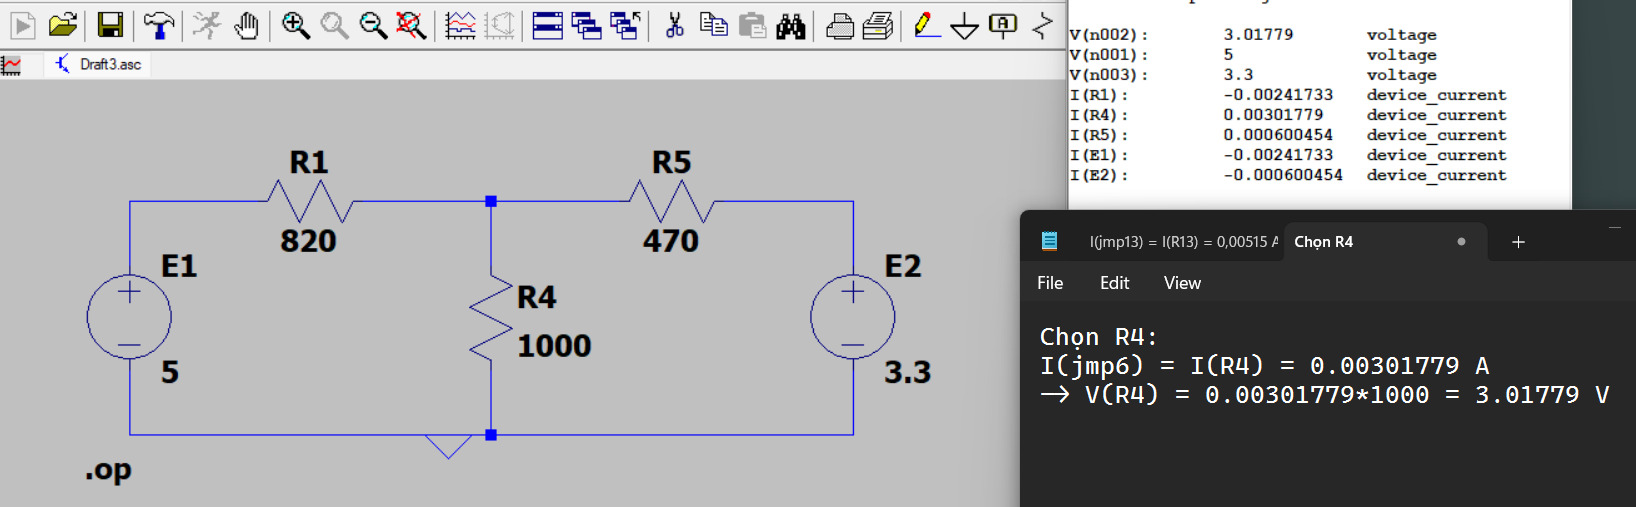 Draft3.asc
R1
820
R5
470
E1
5
R4
1000
E2
3.3
.op
V(n002): 3.01779 voltage
V(n001): 5 voltage
V(n003): 3.3 voltage
I(R1): -0.00241733 device_current
I(R4): 0.00301779 device_current
I(R5): 0.000600454 device_current
I(E1): -0.00241733 device_current
I(E2): -0.000600454 device_current
I(jmp13) = I(R13) = 0,00515 A
Chọn R4
File Edit View
Chọn R4:
I(jmp6) = I(R4) = 0.00301779 A
→ V(R4) = 0.00301779*1000 = 3.01779 V